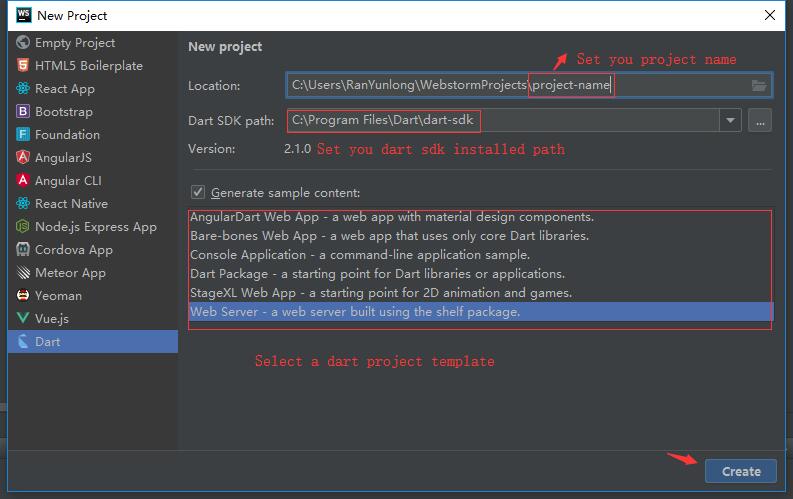 WS New Project
Empty Project
HTML5 Boilerplate
React App
Bootstrap
Foundation
AngularJS
Angular CLI
React Native
Node.js Express App
Cordova App
Meteor App
Yeoman
Vue.js
Dart
New project
Set you project name
Location: C:\Users\RanYunlong\WebstormProjects\project-name
Dart SDK path: C:\Program Files\Dart\dart-sdk ...
Version: 2.1.0 Set you dart sdk installed path
Generate sample content:
AngularDart Web App - a web app with material design components.
Bare-bones Web App - a web app that uses only core Dart libraries.
Console Application - a command-line application sample.
Dart Package - a starting point for Dart libraries or applications.
StageXL Web App - a starting point for 2D animation and games.
Web Server - a web server built using the shelf package.
Select a dart project template
Create